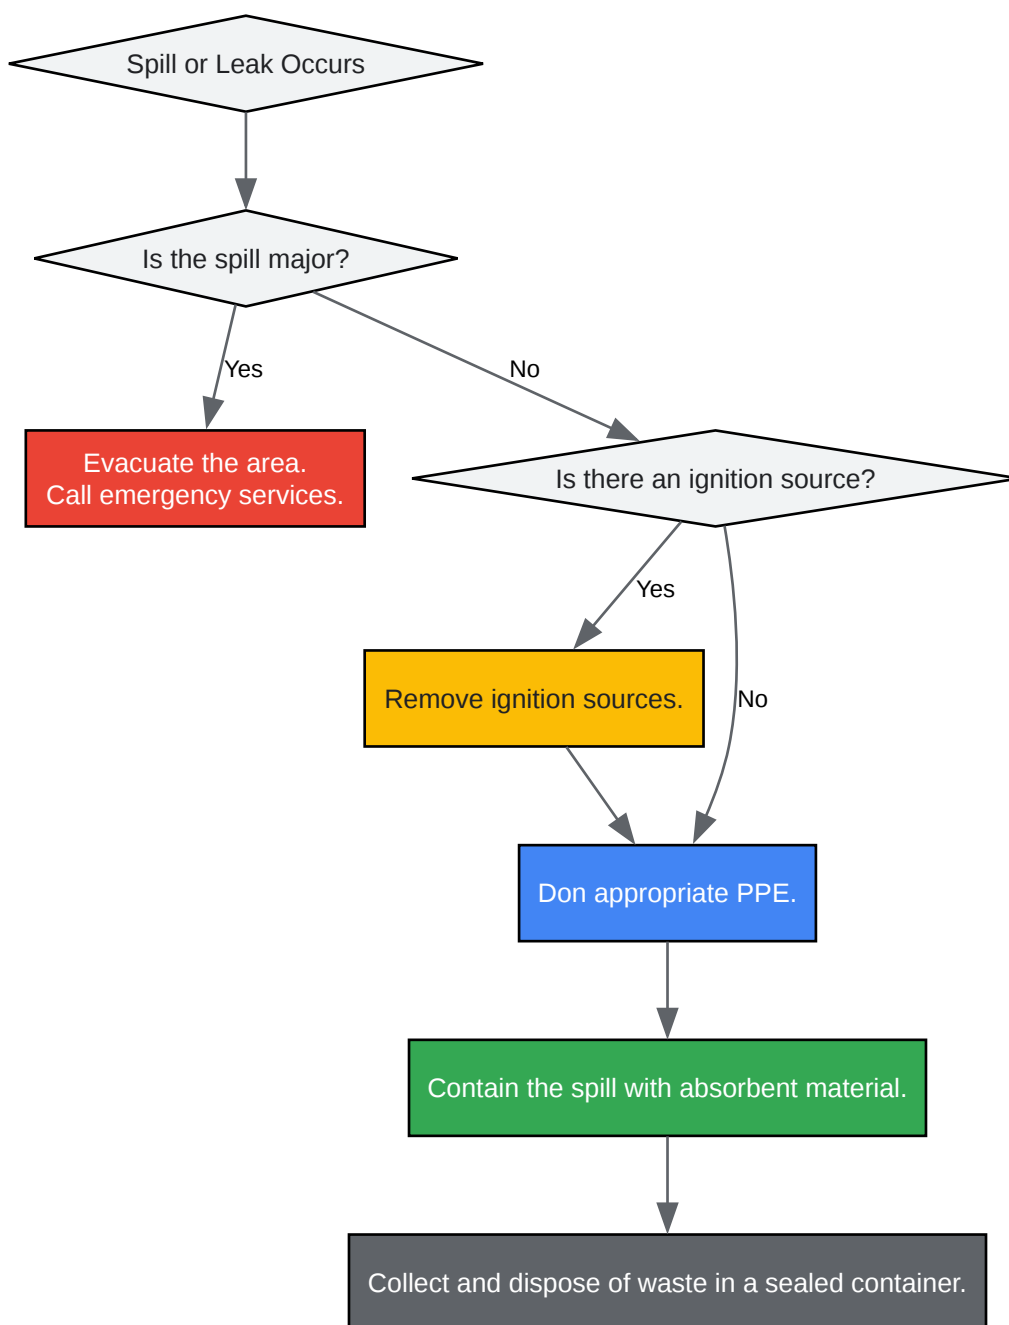 Spill or Leak Occurs
Is the spill major?
Yes
No
Evacuate the area.
Call emergency services.
Is there an ignition source?
Yes
Remove ignition sources.
No
Don appropriate PPE.
Contain the spill with absorbent material.
Collect and dispose of waste in a sealed container.